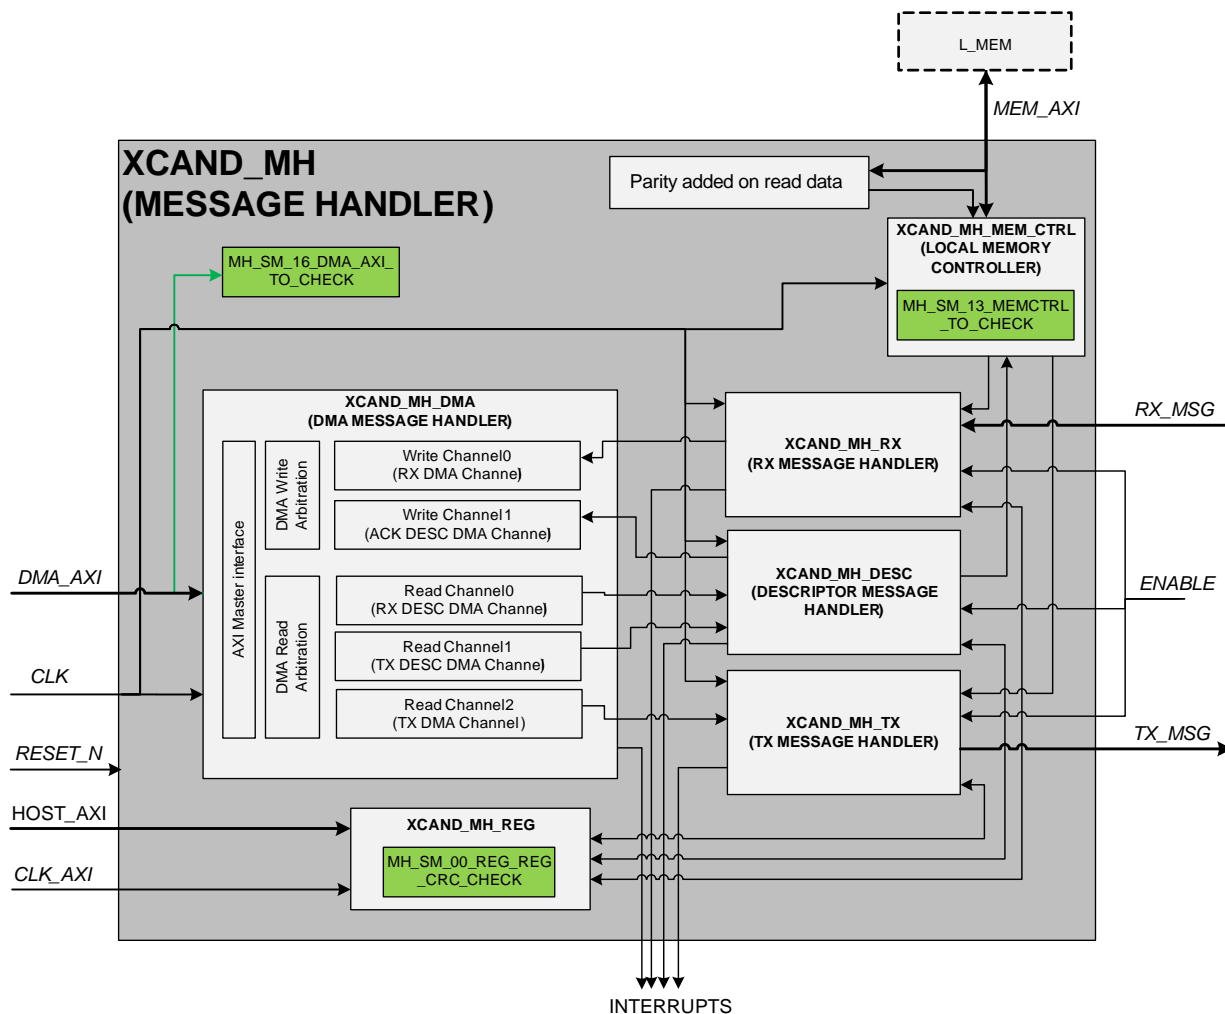 L_MEM
MEM_AXI
XCAND_MH
(MESSAGE HANDLER)
Parity added on read data
XCAND_MH_MEM_CTRL
(LOCAL MEMORY
CONTROLLER)
MH_SM_13_MEMCTRL
_TO_CHECK
MH_SM_16_DMA_AXI_
TO_CHECK
XCAND_MH_DMA
(DMA MESSAGE HANDLER)
AXI Master interface
DMA Write
Arbitration
Write Channel0
(RX DMA Channel)
Write Channel1
(ACK DESC DMA Channel)
DMA Read
Arbitration
Read Channel0
(RX DESC DMA Channel)
Read Channel1
(TX DESC DMA Channel)
Read Channel2
(TX DMA Channel)
XCAND_MH_RX
(RX MESSAGE HANDLER)
XCAND_MH_DESC
(DESCRIPTOR MESSAGE
HANDLER)
XCAND_MH_TX
(TX MESSAGE HANDLER)
RX_MSG
ENABLE
TX_MSG
DMA_AXI
CLK
RESET_N
HOST_AXI
CLK_AXI
XCAND_MH_REG
MH_SM_00_REG_REG
_CRC_CHECK
INTERRUPTS